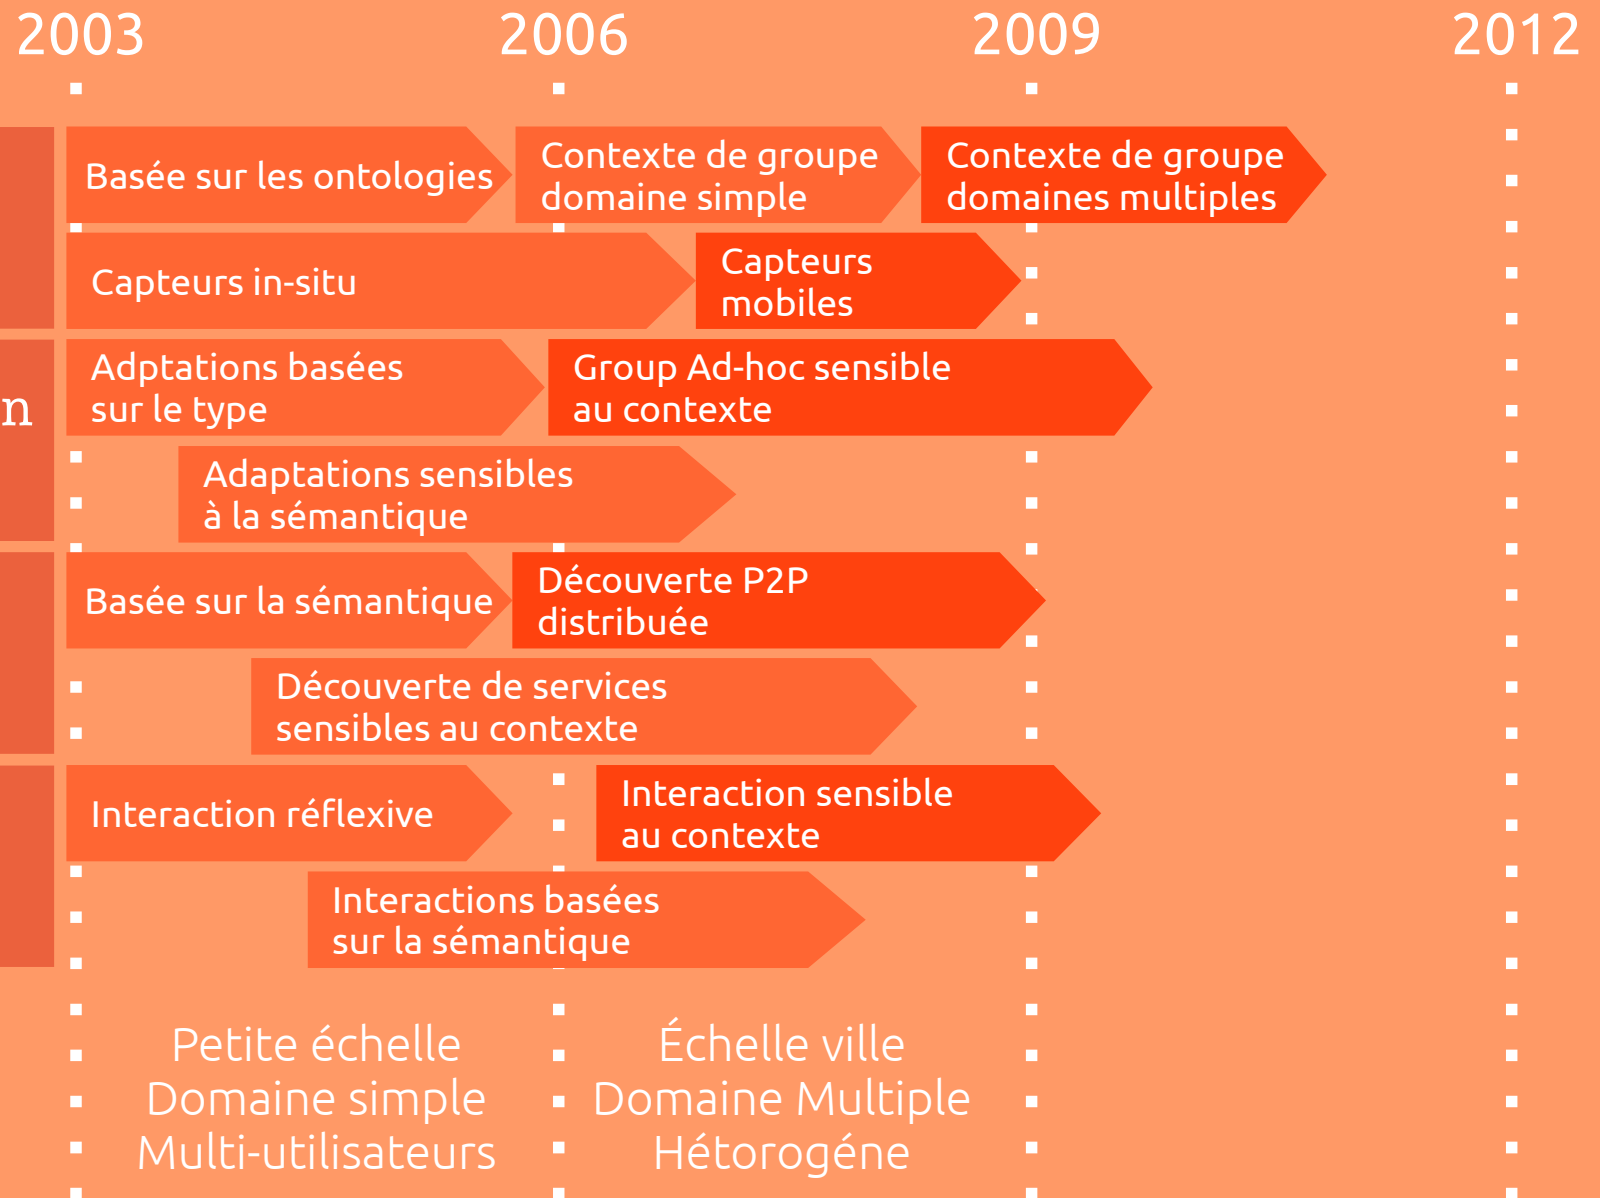 2003 2006 2009 2012
Basée sur les ontologies
Contexte de groupe
domaine simple
Contexte de groupe
domaines multiples
Capteurs in-situ
Capteurs
mobiles
n
Adptations basées
sur le type
Group Ad-hoc sensible
au contexte
Adaptations sensibles
à la sémantique
Basée sur la sémantique
Découverte P2P
distribuée
Découverte de services
sensibles au contexte
Interaction réflexive
Interaction sensible
au contexte
Interactions basées
sur la sémantique
Petite échelle
Domaine simple
Multi-utilisateurs
Échelle ville
Domaine Multiple
Hétorogéne